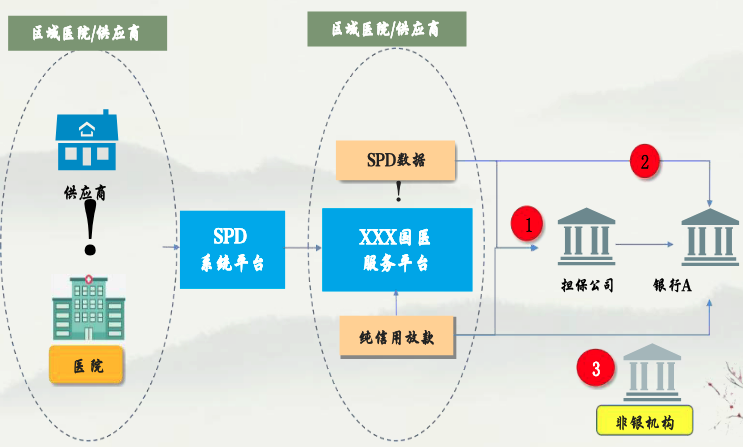 区域医院/供应商
区域医院/供应商
供应商
!
医院
SPD
系统平台
SPD数据
!
XXX国医
服务平台
纯信用放款
1
2
担保公司
银行A
3
非银机构